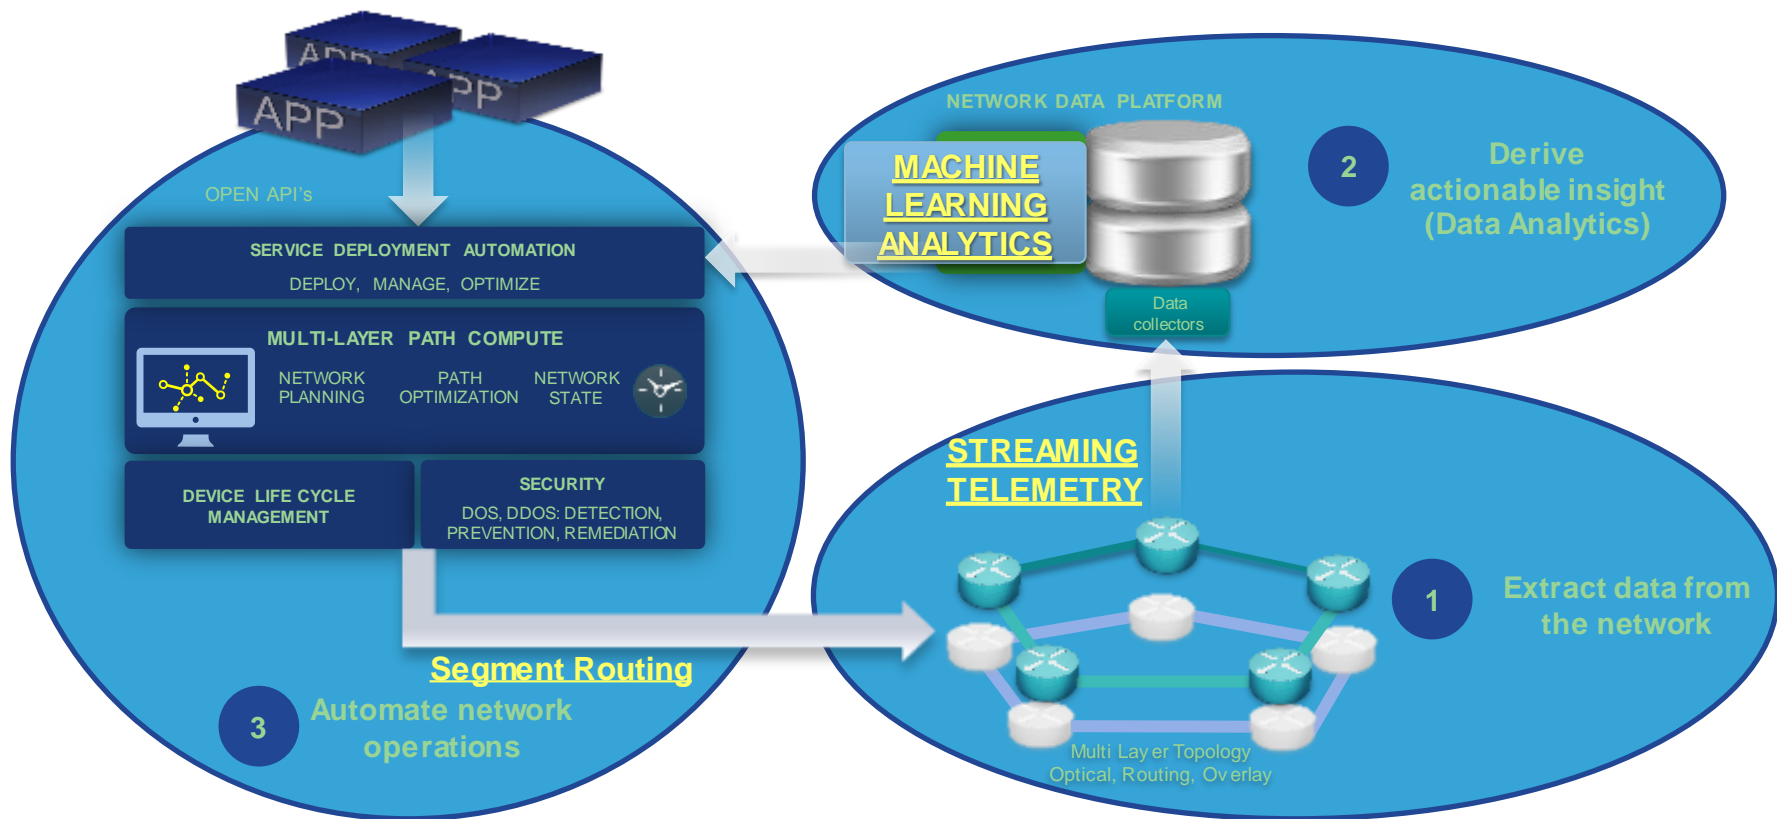 APP
APP
APP
OPEN API's
SERVICE DEPLOYMENT AUTOMATION
DEPLOY, MANAGE, OPTIMIZE
MULTI-LAYER PATH COMPUTE
NETWORK
PLANNING
PATH
OPTIMIZATION
NETWORK
STATE
DEVICE LIFE CYCLE
MANAGEMENT
SECURITY
DOS, DDOS: DETECTION,
PREVENTION, REMEDIATION
Segment Routing
3
Automate network
operations
NETWORK DATA PLATFORM
MACHINE
LEARNING
ANALYTICS
Data
collectors
2
Derive
actionable insight
(Data Analytics)
STREAMING
TELEMETRY
1
Extract data from
the network
Multi Layer Topology
Optical, Routing, Overlay